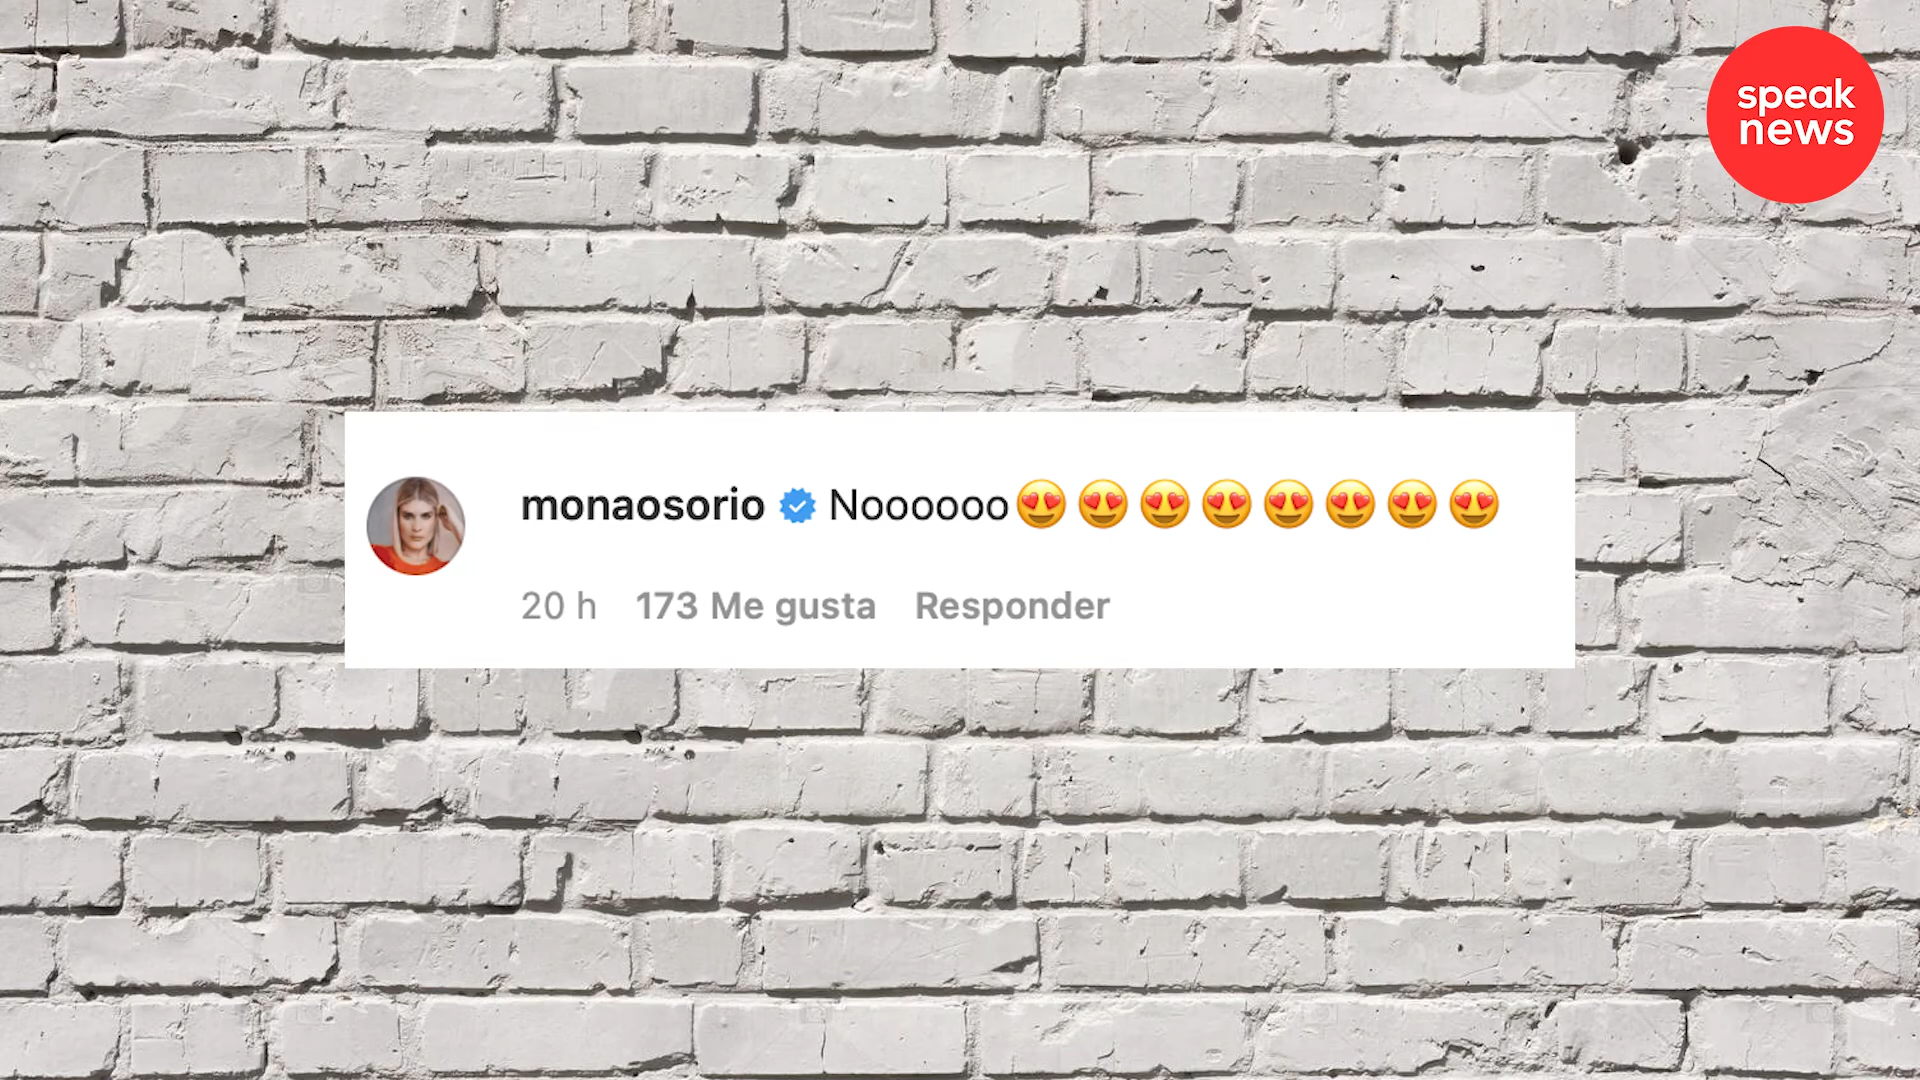 speak
news
monaosorio Noooooo😍😍😍😍😍😍😍😍
20 h 173 Me gusta Responder